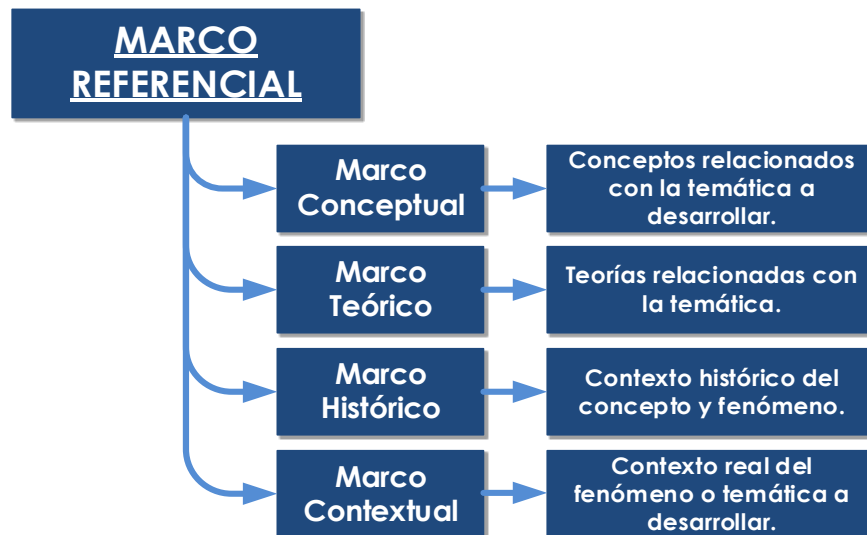 MARCO
REFERENCIAL
Marco
Conceptual
Conceptos relacionados
con la temática a
desarrollar.
Marco
Teórico
Teorías relacionadas con
la temática.
Marco
Histórico
Contexto histórico del
concepto y fenómeno.
Marco
Contextual
Contexto real del
fenómeno o temática a
desarrollar.